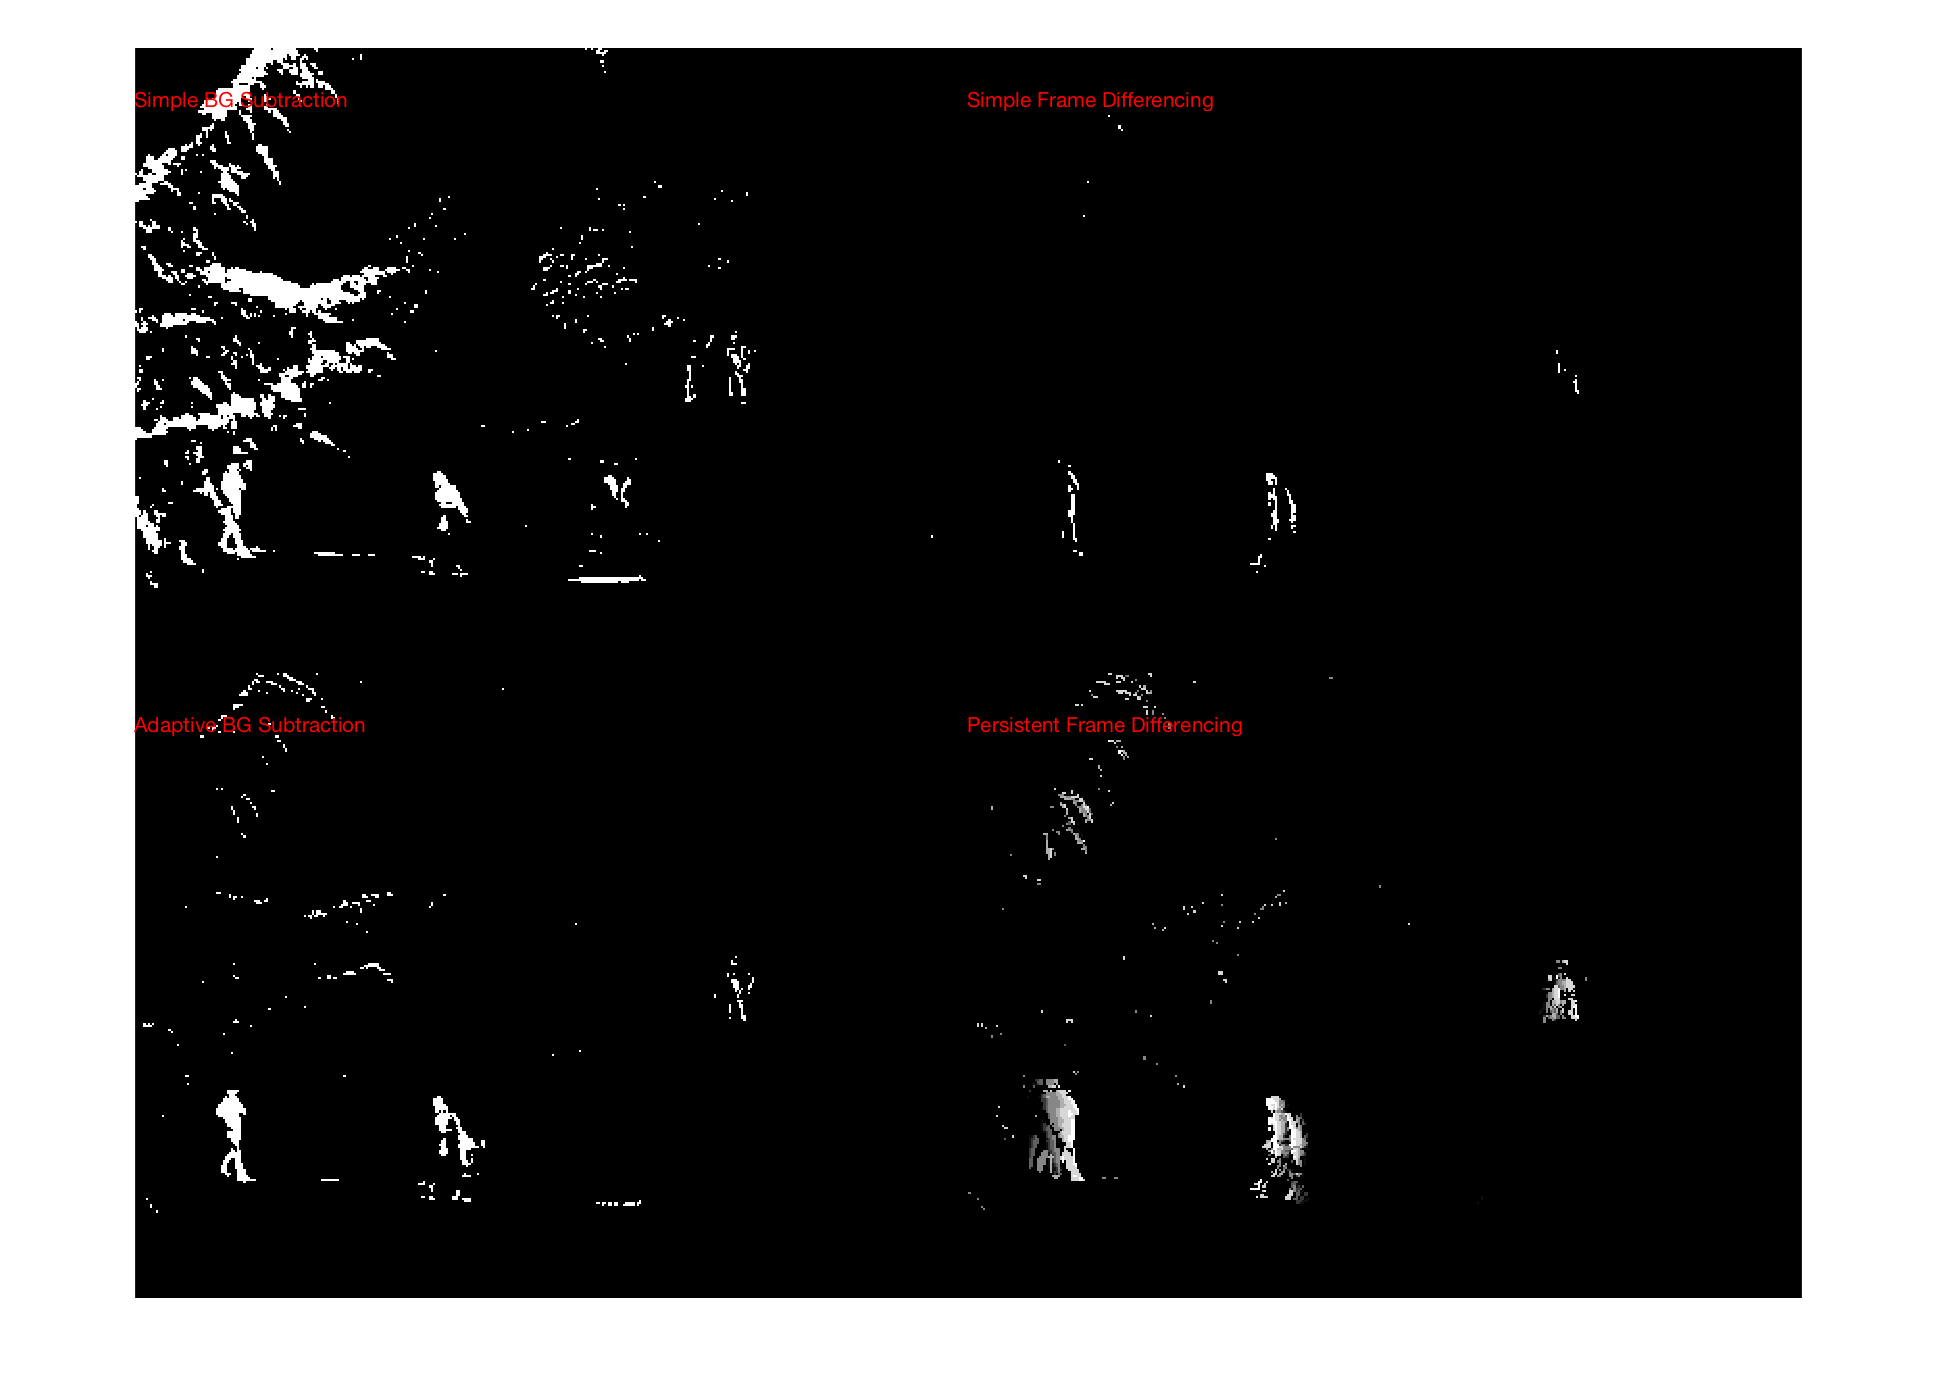 Simple BG Subtraction
Simple Frame Differencing
Adaptive BG Subtraction
Persistent Frame Differencing